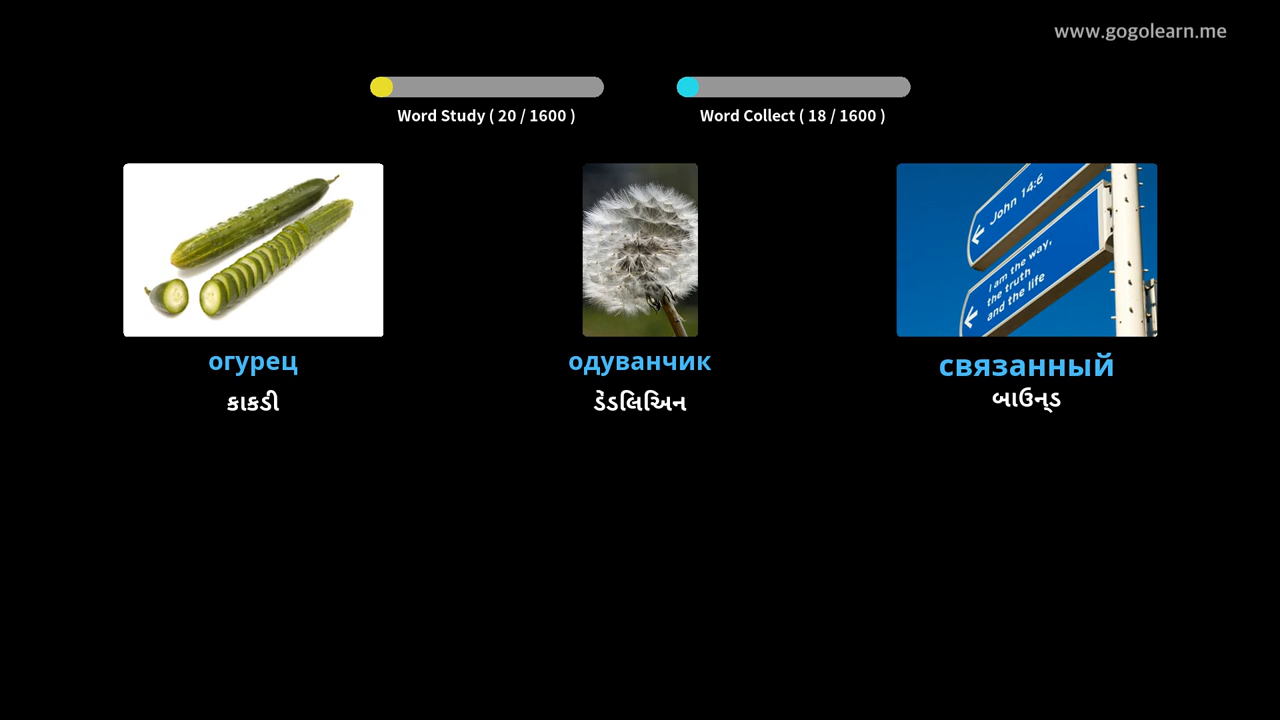 www.gogolearn.me
Word Study ( 20 / 1600 )
Word Collect ( 18 / 1600 )
John 14:6
I am the way,
the truth
and the life
огурец
одуванчик
связанный
કાકડી
ડેંડલિઅિન
બાઉન્ડ